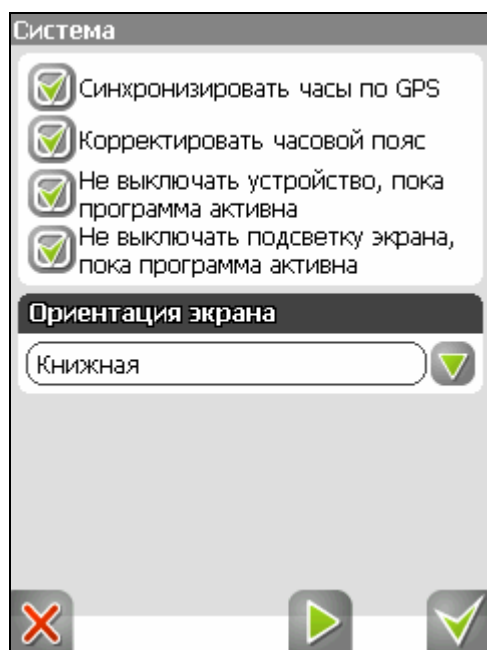 Система
Синхронизировать часы по GPS
Корректировать часовой пояс
Не выключать устройство, пока
программа активна
Не выключать подсветку экрана,
пока программа активна
Ориентация экрана
Книжная